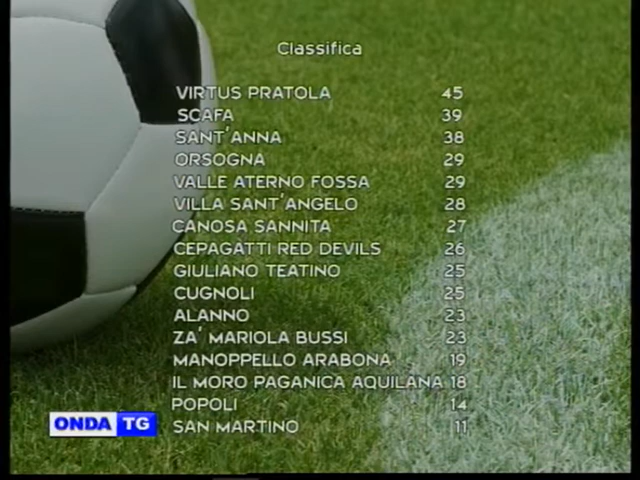 Classifica
VIRTUS PRATOLA 45
SCAFA 39
SANT'ANNA 38
ORSOGNA 29
VALLE ATERNO FOSSA 29
VILLA SANT'ANGELO 28
CANOSA SANNITA 27
CEPAGATTI RED DEVILS 26
GIULIANO TEATINO 25
CUGNOLI 25
ALANNO 23
ZA' MARIOLA BUSSI 23
MANOPPELLO ARABONA 19
IL MORO PAGANICA AQUILANA 18
POPOLI 14
SAN MARTINO 11
ONDA TG